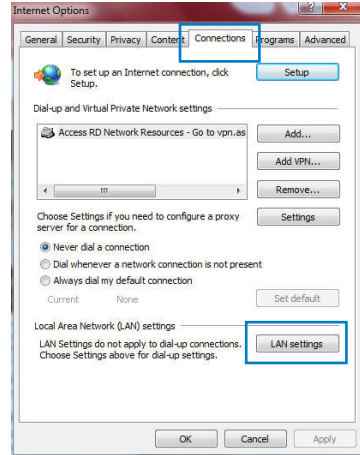 Internet Options
General Security Privacy Content Connections Programs Advanced
To set up an Internet connection, click
Setup.
Setup
Dial-up and Virtual Private Network settings
Access RD Network Resources - Go to vpn.as
Add...
Add VPN...
Remove...
Choose Settings if you need to configure a proxy
server for a connection.
Settings
Never dial a connection
Dial whenever a network connection is not present
Always dial my default connection
Current None
Set default
Local Area Network (LAN) settings
LAN Settings do not apply to dial-up connections.
Choose Settings above for dial-up settings.
LAN settings
OK Cancel Apply